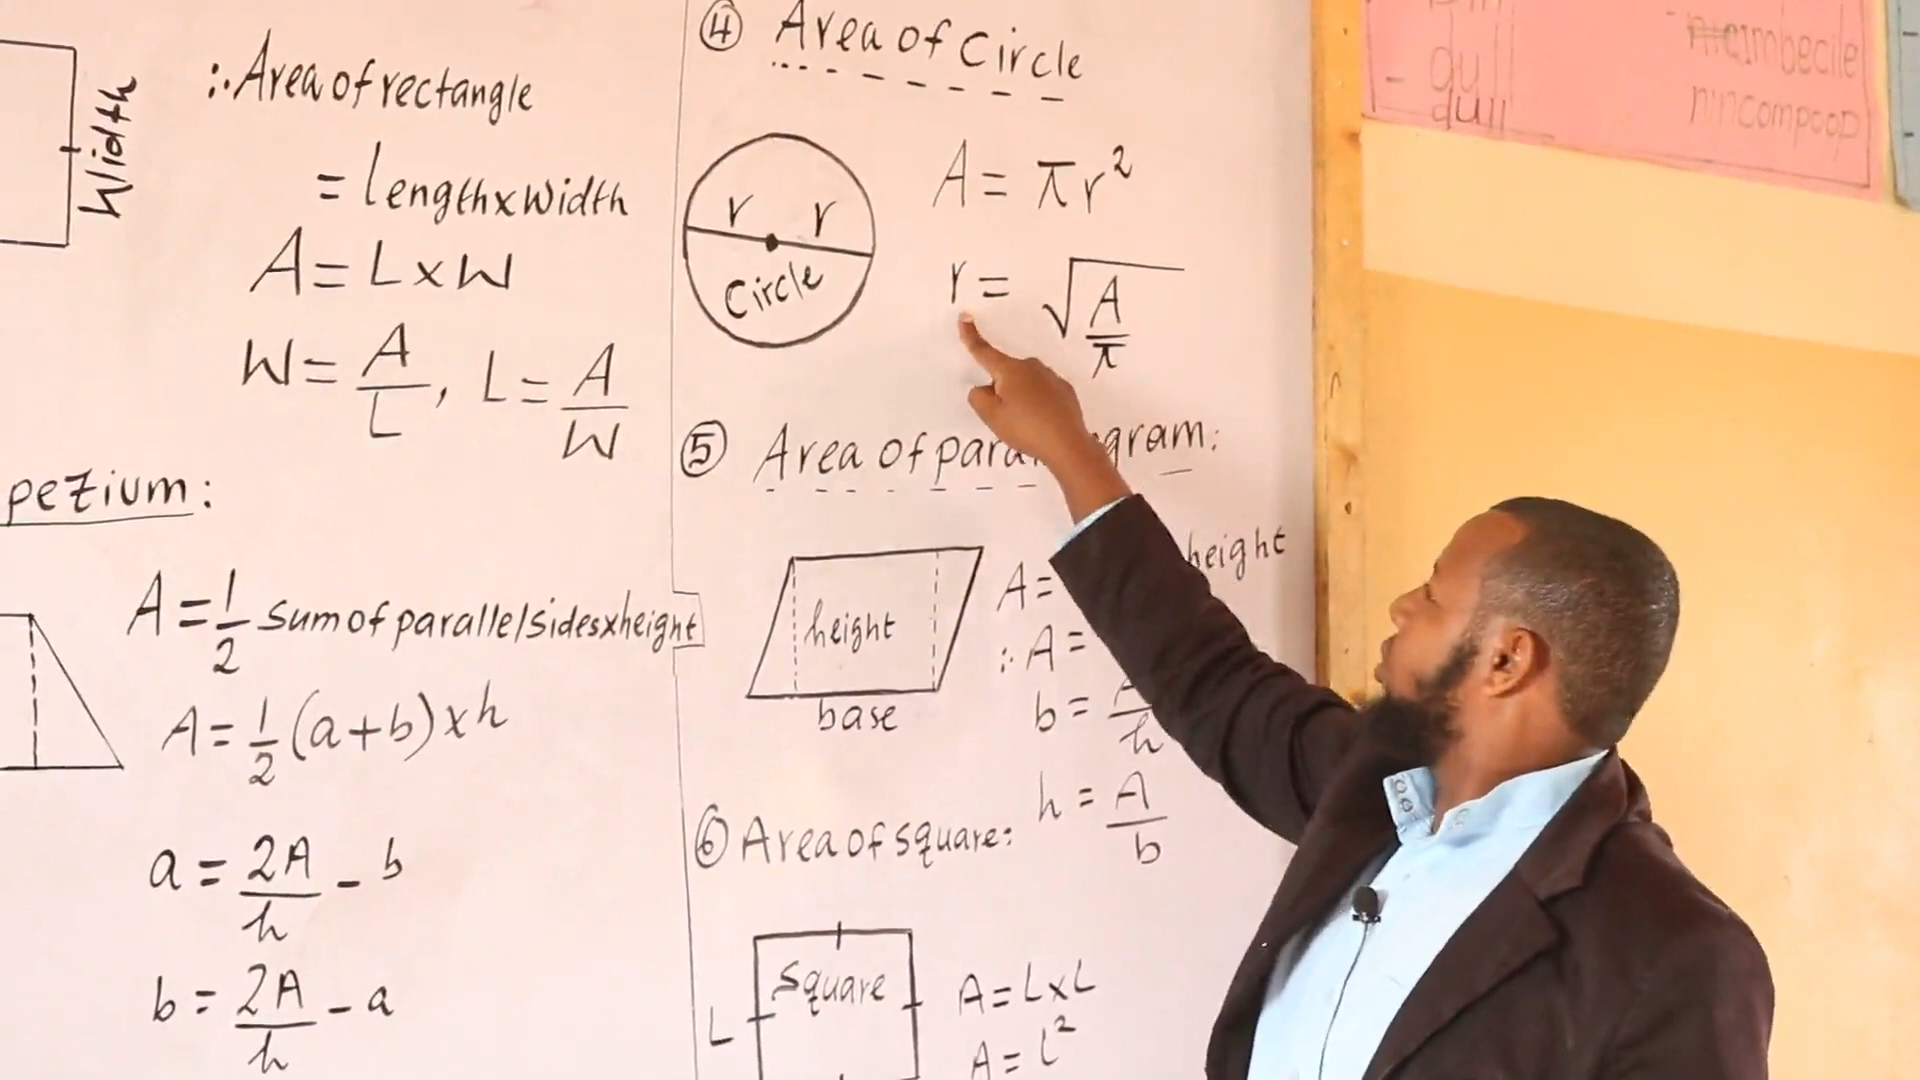 Width
∴ Area of rectangle
= Length x Width
A = L x W
W = A/L, L = A/W
pezium:
A = 1/2 sum of parallel sides x height
A = 1/2 (a+b) x h
a = 2A/h - b
b = 2A/h - a
④ Area of Circle
r r
Circle
A = πr²
r = √A/π
⑤ Area of para gram:
height
base
A = height
∴ A =
b = A/h
h = A/b
⑥ Area of square:
Square
L
A = L x L
A = L²
- dull
dull
imbecile
nincompoop